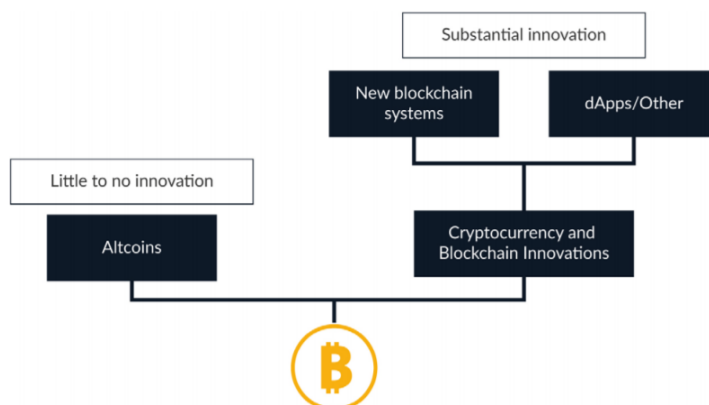 Substantial innovation
New blockchain
systems
dApps/Other
Little to no innovation
Altcoins
Cryptocurrency and
Blockchain Innovations